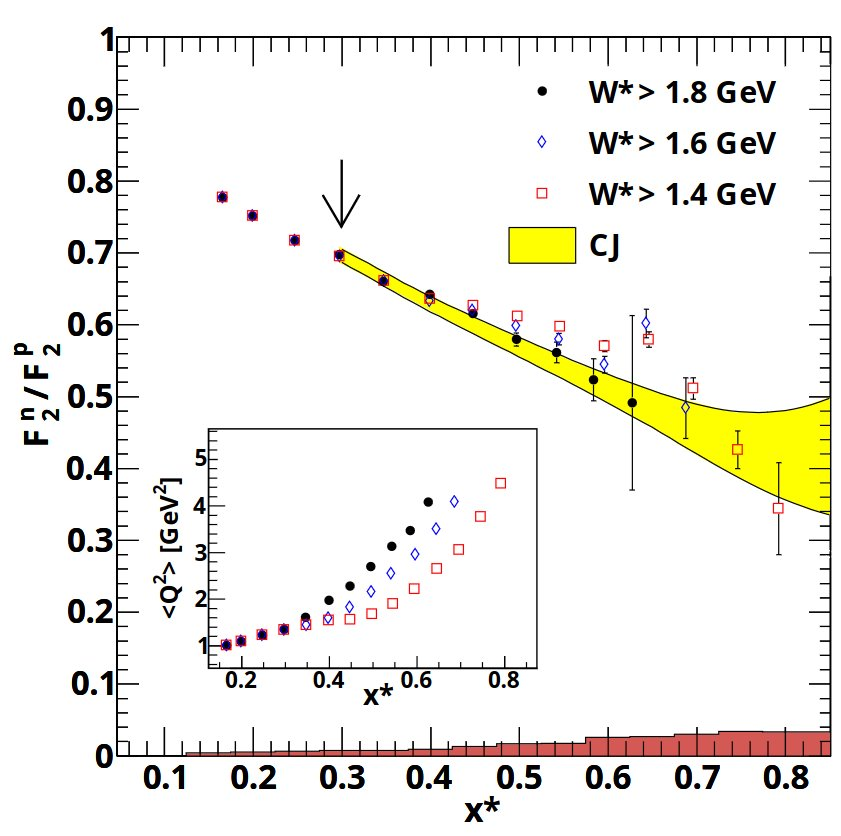 1
0.9
0.8
0.7
0.6
0.5
0.4
0.3
0.2
0.1
0
F₂ⁿ / F₂ᵖ
W* > 1.8 GeV
W* > 1.6 GeV
W* > 1.4 GeV
CJ
5
4
3
2
1
<Q²> [GeV²]
0.2 0.4 0.6 0.8
x*
0.1 0.2 0.3 0.4 0.5 0.6 0.7 0.8
x*